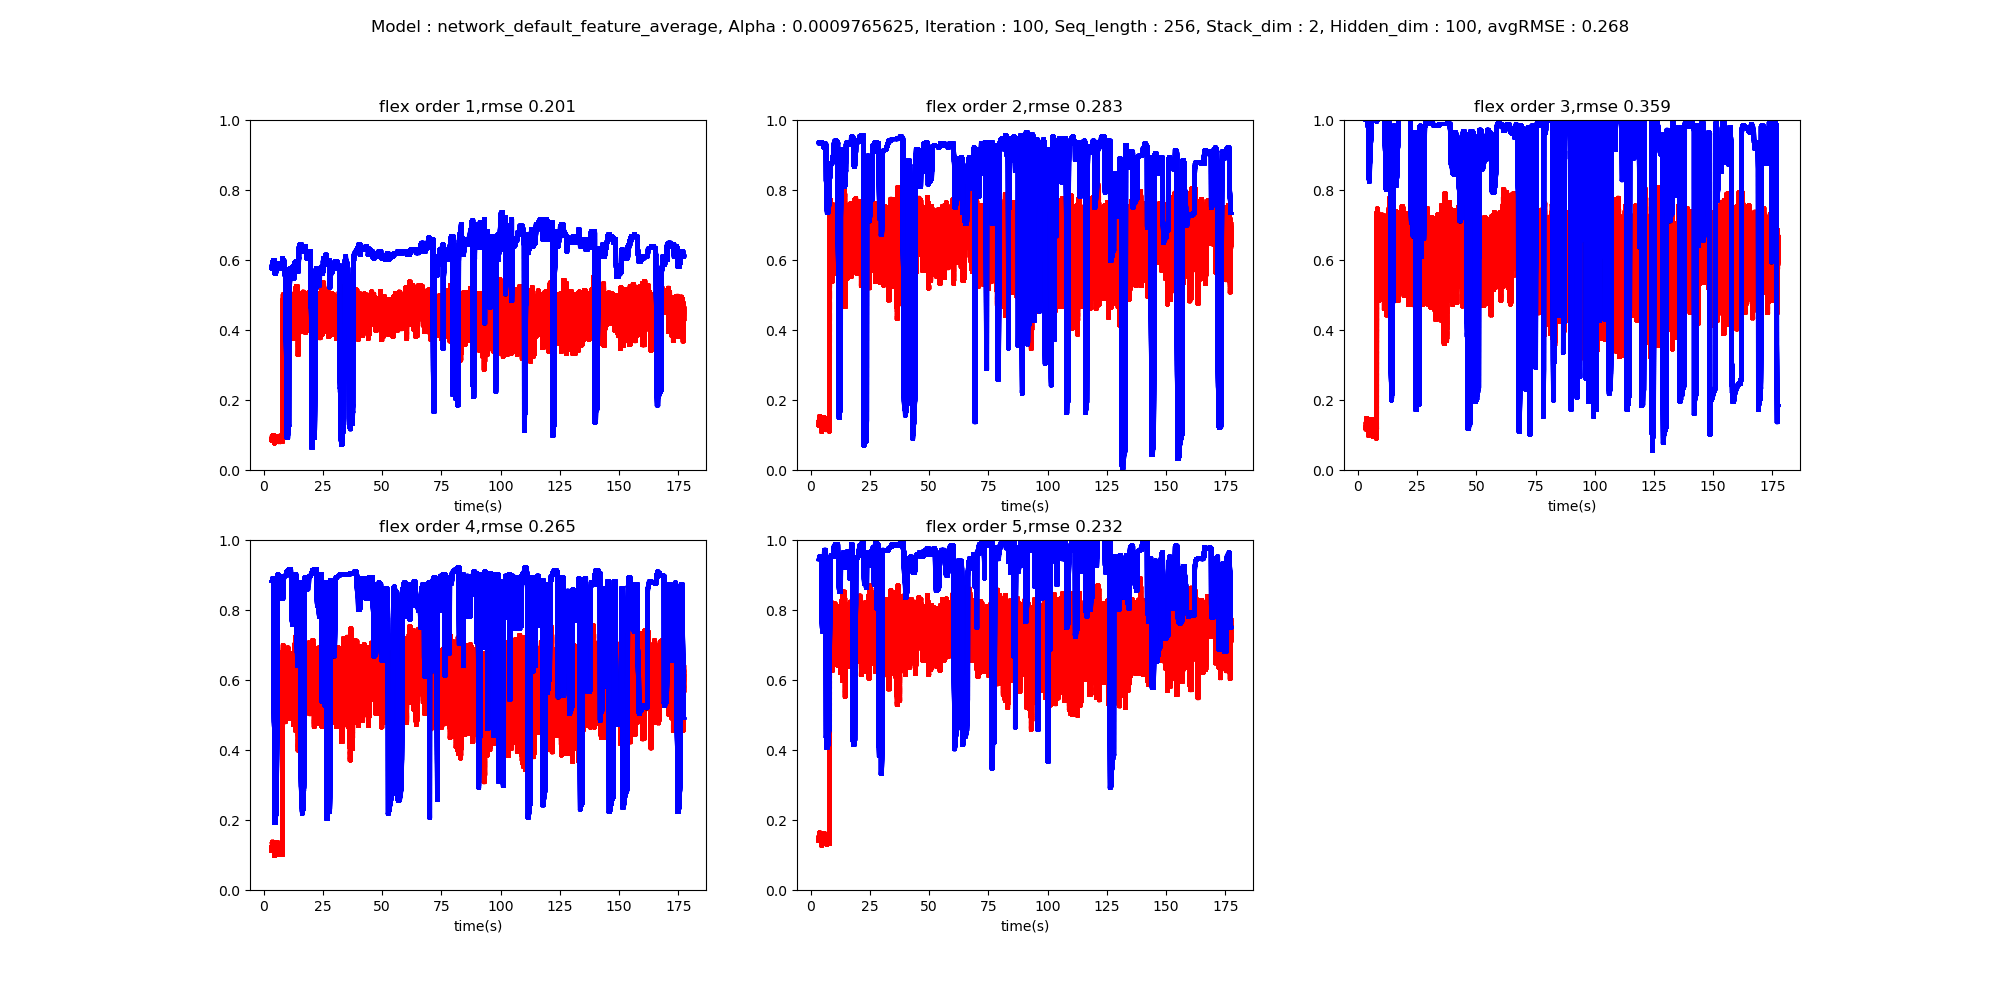 Model : network_default_feature_average, Alpha : 0.0009765625, Iteration : 100, Seq_length : 256, Stack_dim : 2, Hidden_dim : 100, avgRMSE : 0.268
flex order 1,rmse 0.201
1.0
0.8
0.6
0.4
0.2
0.0
0 25 50 75 100 125 150 175
time(s)
flex order 2,rmse 0.283
1.0
0.8
0.6
0.4
0.2
0.0
0 25 50 75 100 125 150 175
time(s)
flex order 3,rmse 0.359
1.0
0.8
0.6
0.4
0.2
0.0
0 25 50 75 100 125 150 175
time(s)
flex order 4,rmse 0.265
1.0
0.8
0.6
0.4
0.2
0.0
0 25 50 75 100 125 150 175
time(s)
flex order 5,rmse 0.232
1.0
0.8
0.6
0.4
0.2
0.0
0 25 50 75 100 125 150 175
time(s)